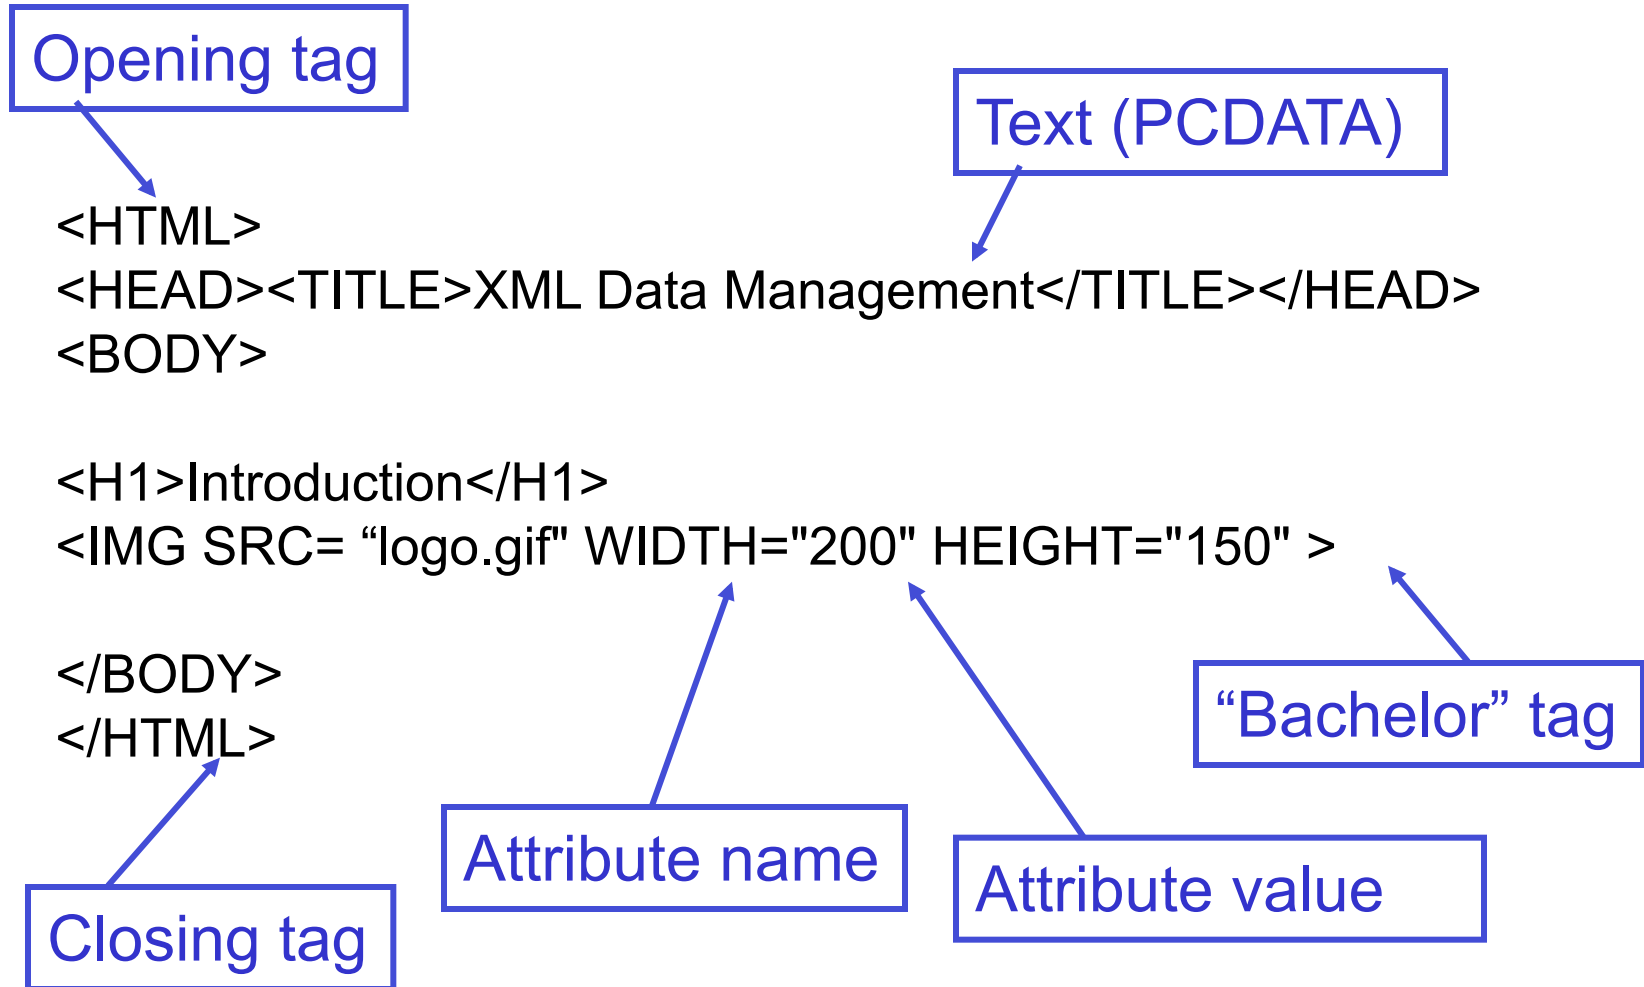 Opening tag
Text (PCDATA)
<HTML>
<HEAD><TITLE>XML Data Management</TITLE></HEAD>
<BODY>
<H1>Introduction</H1>
<IMG SRC= “logo.gif" WIDTH="200" HEIGHT="150" >
</BODY>
</HTML>
“Bachelor” tag
Attribute name
Attribute value
Closing tag